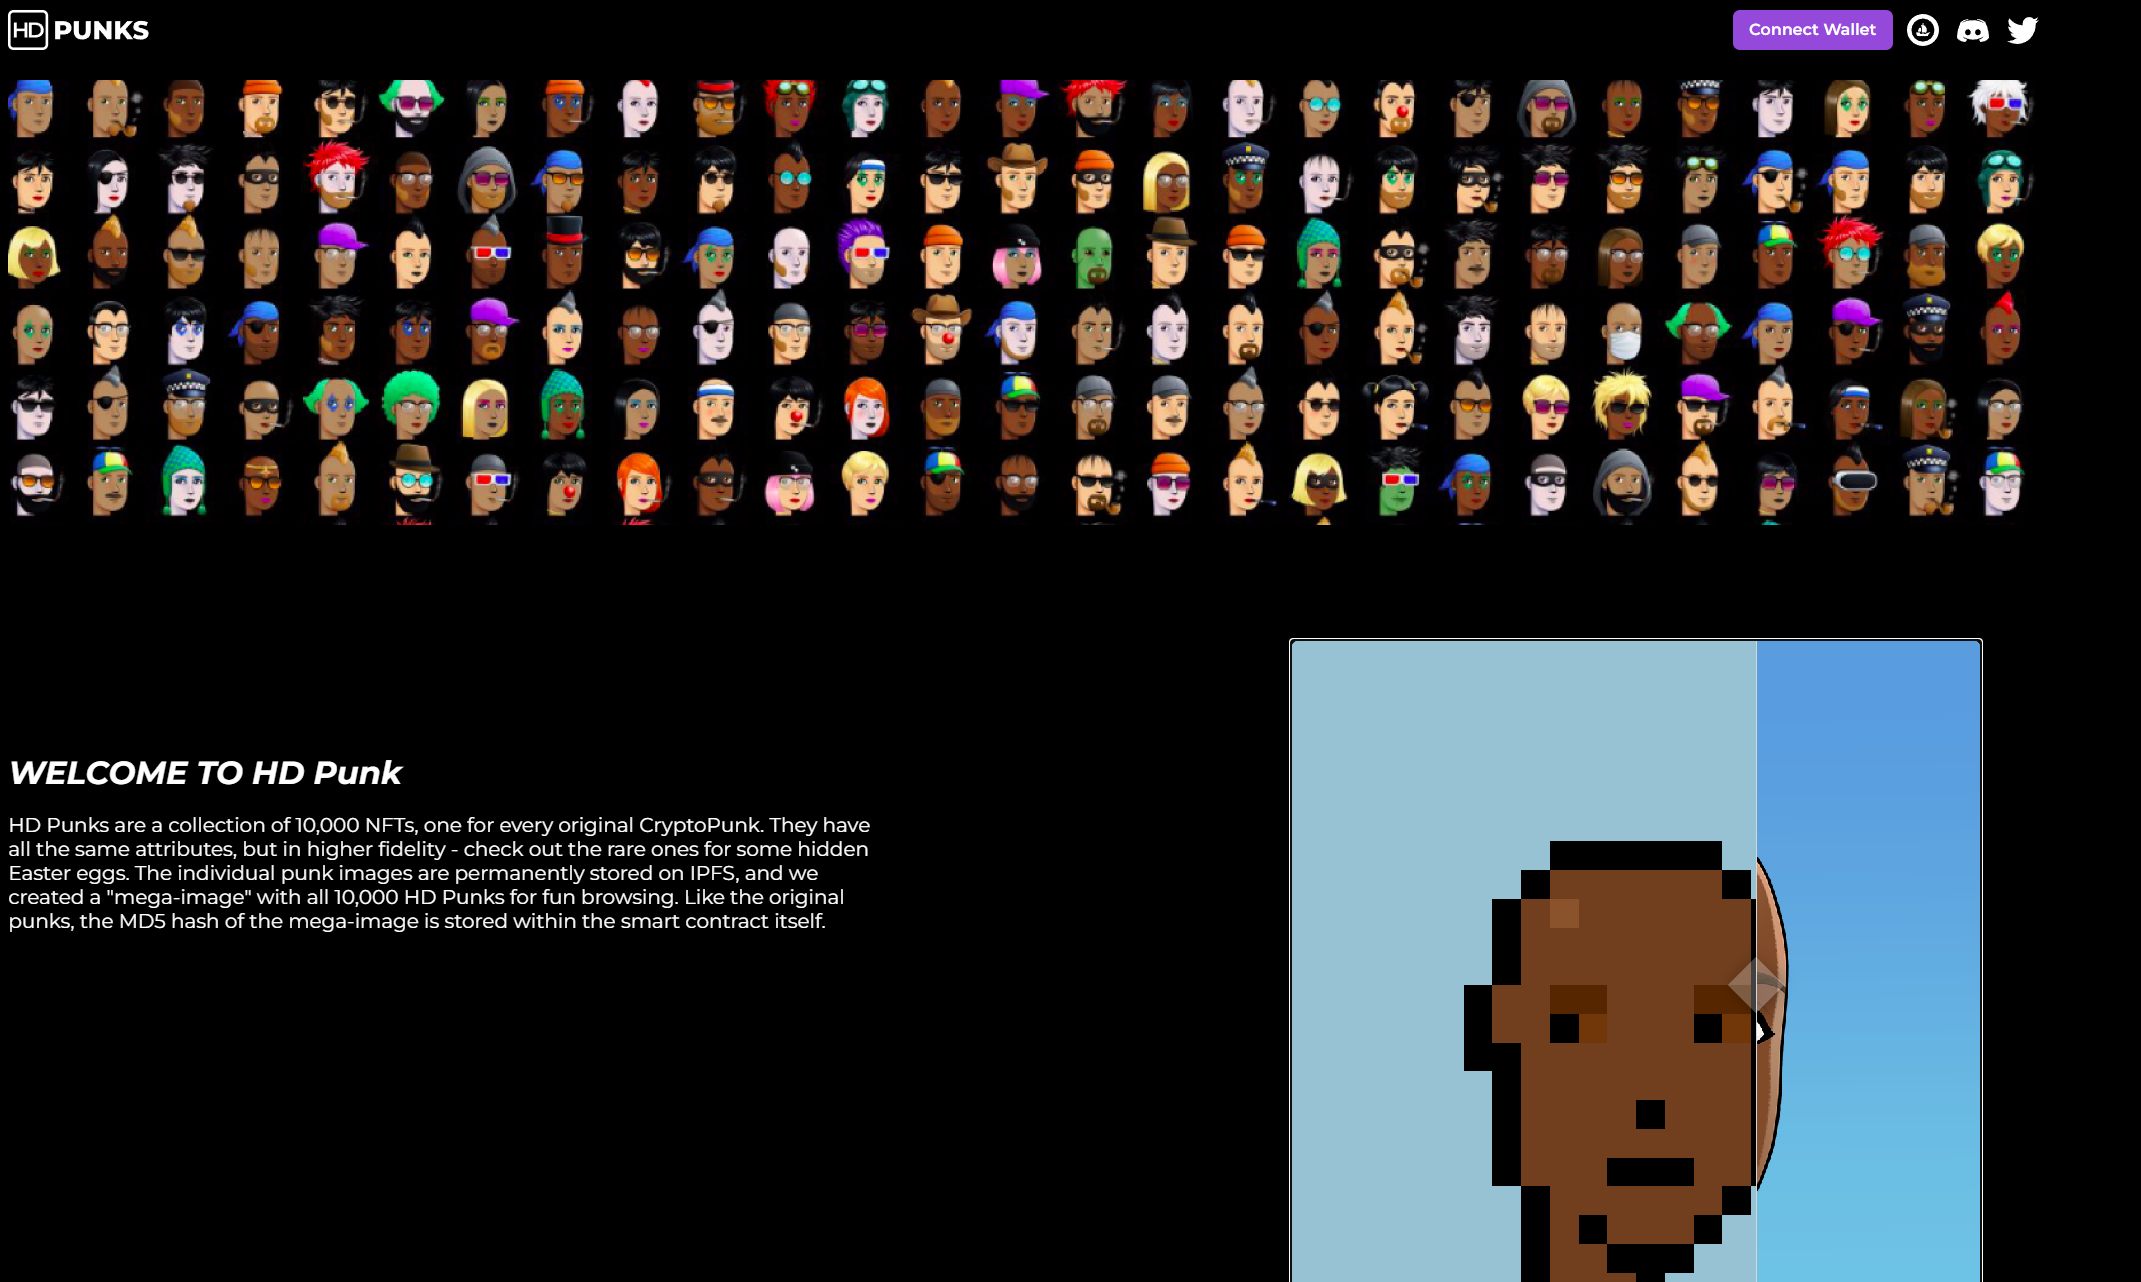 HD PUNKS
Connect Wallet
WELCOME TO HD Punk
HD Punks are a collection of 10,000 NFTs, one for every original CryptoPunk. They have
all the same attributes, but in higher fidelity - check out the rare ones for some hidden
Easter eggs. The individual punk images are permanently stored on IPFS, and we
created a "mega-image" with all 10,000 HD Punks for fun browsing. Like the original
punks, the MD5 hash of the mega-image is stored within the smart contract itself.